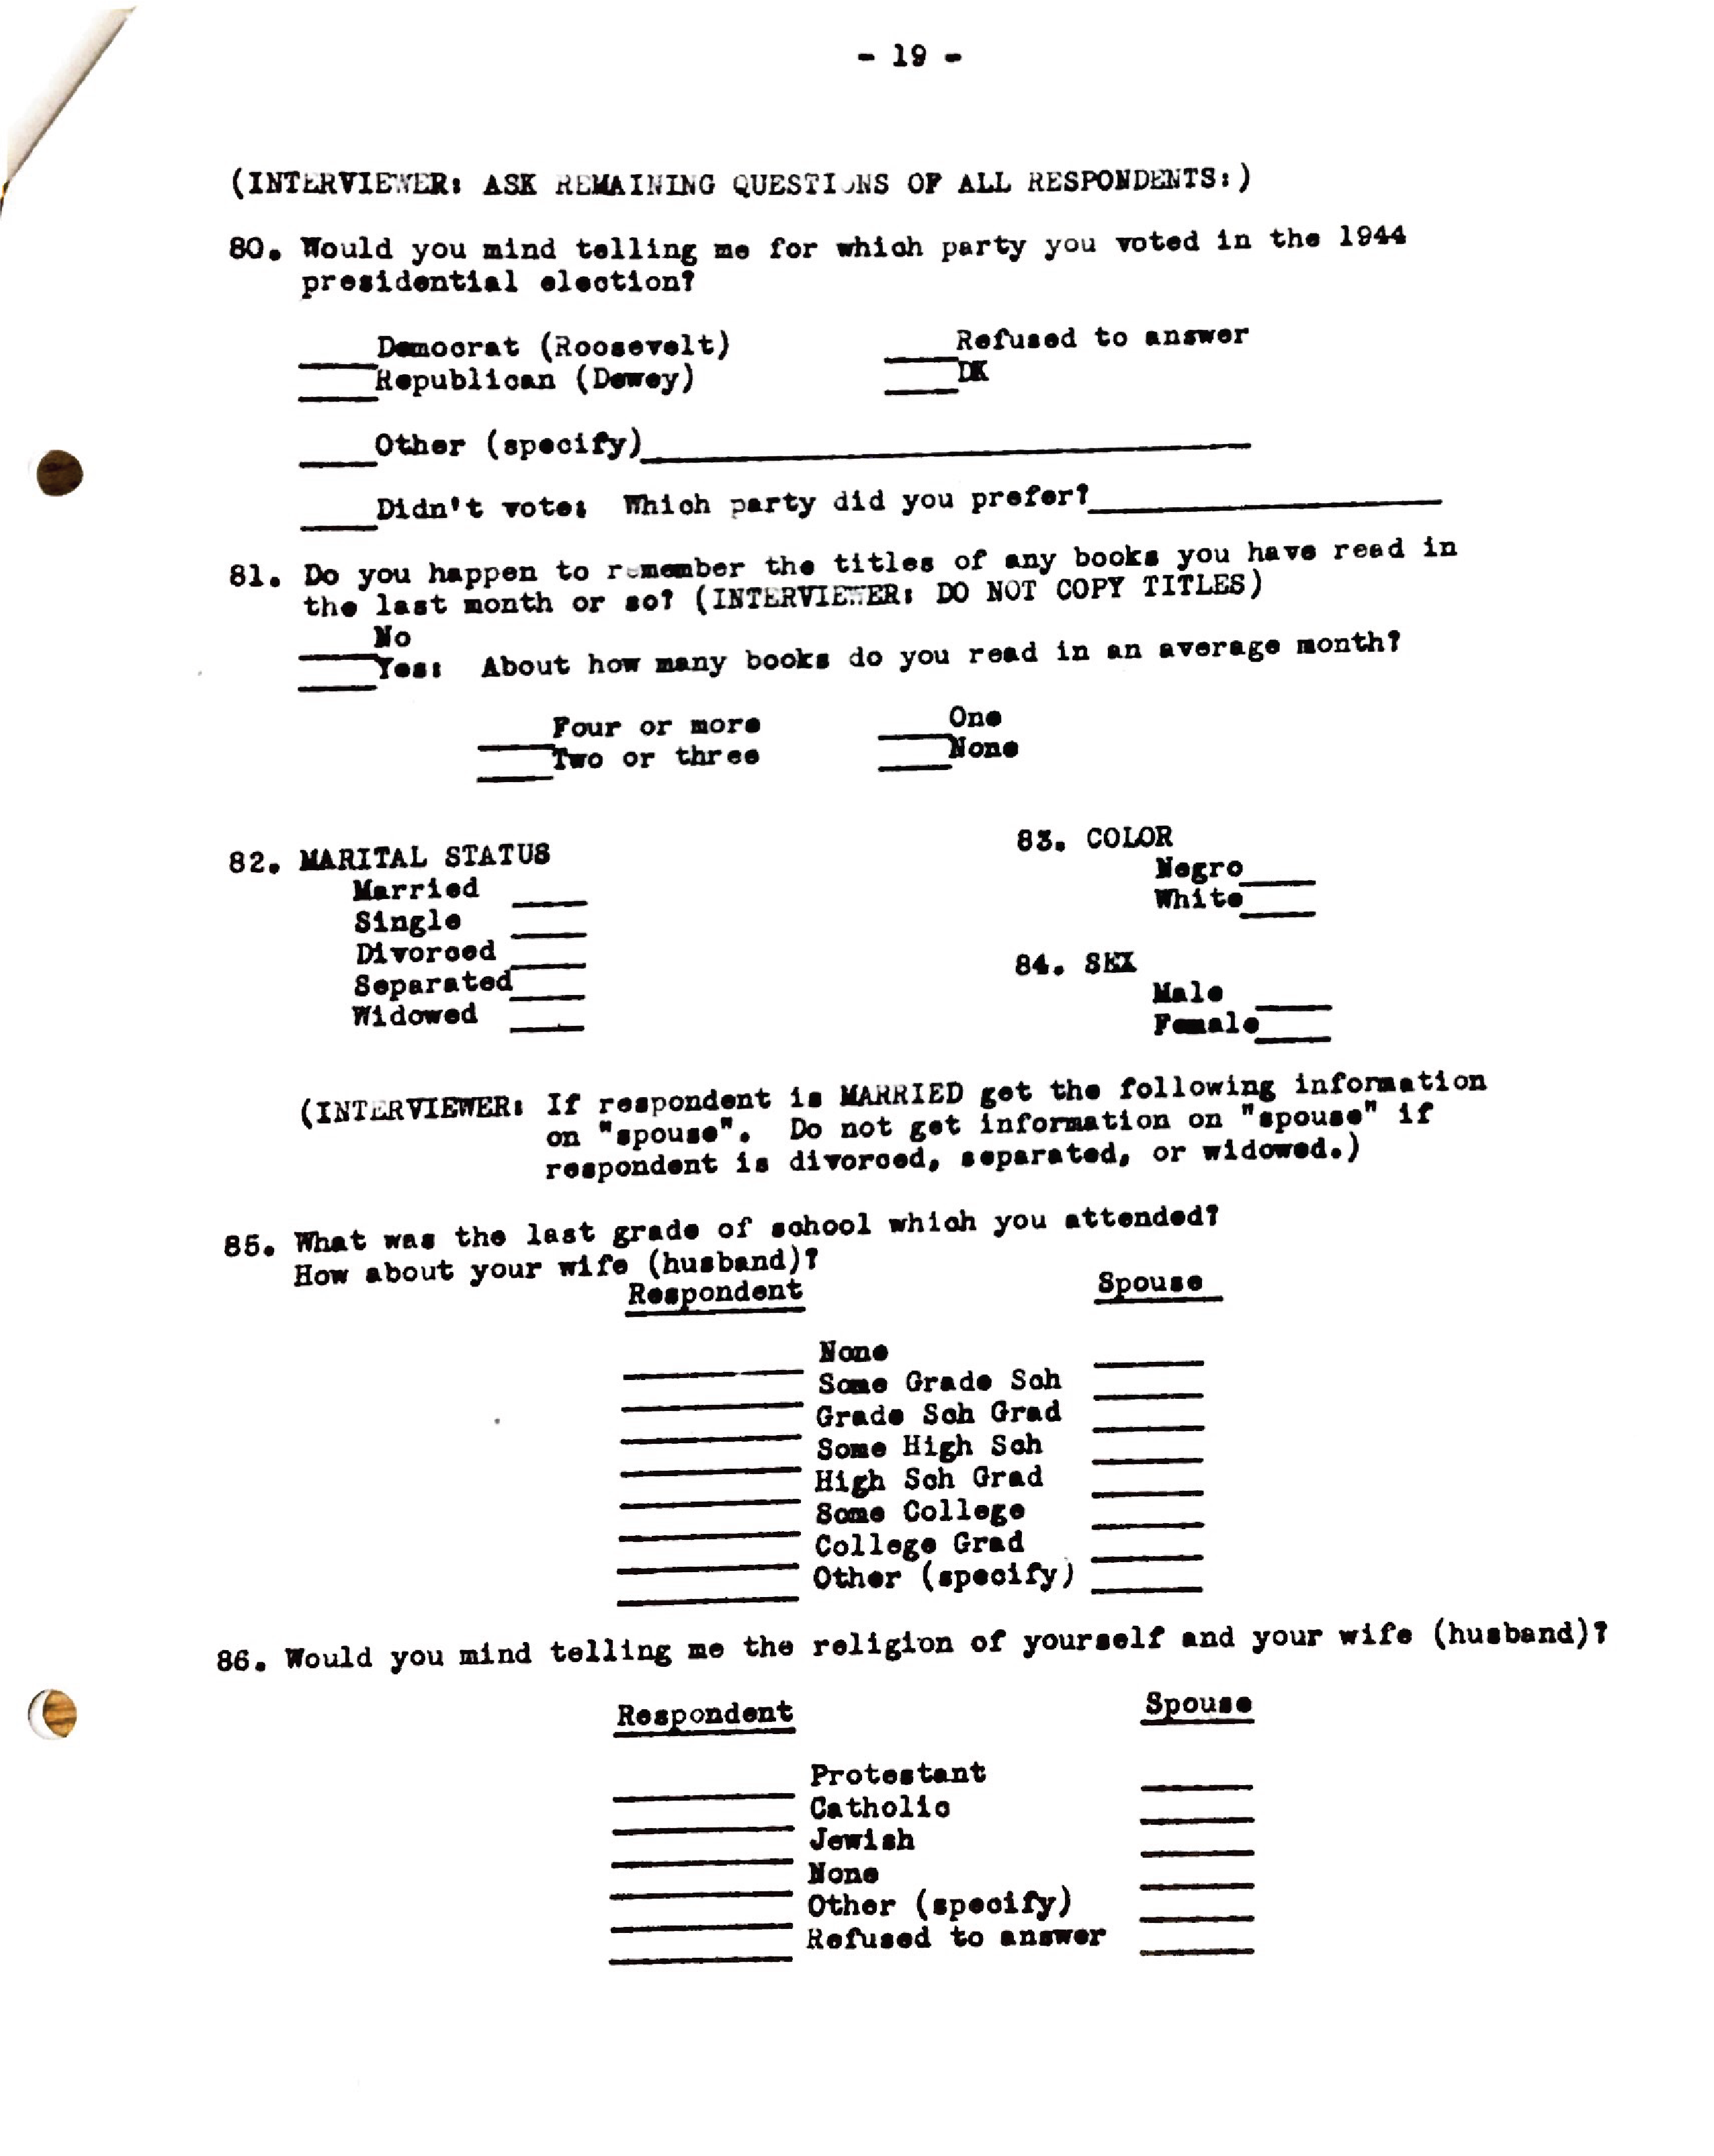 - 19 -
(INTERVIEWER: ASK REMAINING QUESTIONS OF ALL RESPONDENTS:)
80. Would you mind telling me for which party you voted in the 1944
presidential election?
____Democrat (Roosevelt) ____Refused to answer
____Republican (Dewey) ____DK
____Other (specify)____
____Didn't vote: Which party did you prefer?____
81. Do you happen to remember the titles of any books you have read in
the last month or so? (INTERVIEWER: DO NOT COPY TITLES)
____No
____Yes: About how many books do you read in an average month?
____Four or more ____One
____Two or three ____None
82. MARITAL STATUS
Married ____
Single ____
Divorced ____
Separated____
Widowed ____
83. COLOR
Negro____
White____
84. SEX
Male ____
Female____
(INTERVIEWER: If respondent is MARRIED get the following information
on "spouse". Do not get information on "spouse" if
respondent is divorced, separated, or widowed.)
85. What was the last grade of school which you attended?
How about your wife (husband)?
Respondent Spouse
____ None ____
____ Some Grade Sch ____
____ Grade Sch Grad ____
____ Some High Sch ____
____ High Sch Grad ____
____ Some College ____
____ College Grad ____
____ Other (specify) ____
86. Would you mind telling me the religion of yourself and your wife (husband)?
Respondent Spouse
____ Protestant ____
____ Catholic ____
____ Jewish ____
____ None ____
____ Other (specify) ____
____ Refused to answer ____